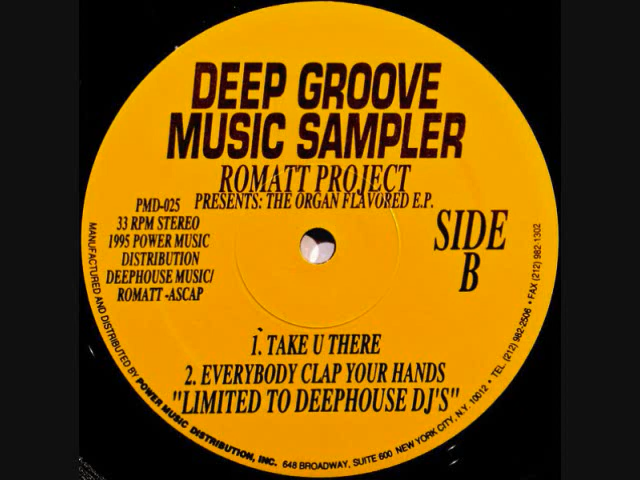 DEEP GROOVE
MUSIC SAMPLER
ROMATT PROJECT
PRESENTS: THE ORGAN FLAVORED E.P.
PMD-025
33 RPM STEREO
1995 POWER MUSIC
DISTRIBUTION
DEEPHOUSE MUSIC/
ROMATT -ASCAP
SIDE
B
1. TAKE U THERE
2. EVERYBODY CLAP YOUR HANDS
"LIMITED TO DEEPHOUSE DJ'S"
MANUFACTURED AND DISTRIBUTED BY POWER MUSIC DISTRIBUTION, INC. 648 BROADWAY, SUITE 600 NEW YORK CITY, N.Y. 10012 • TEL. (212) 982-2506 • FAX (212) 982-1302